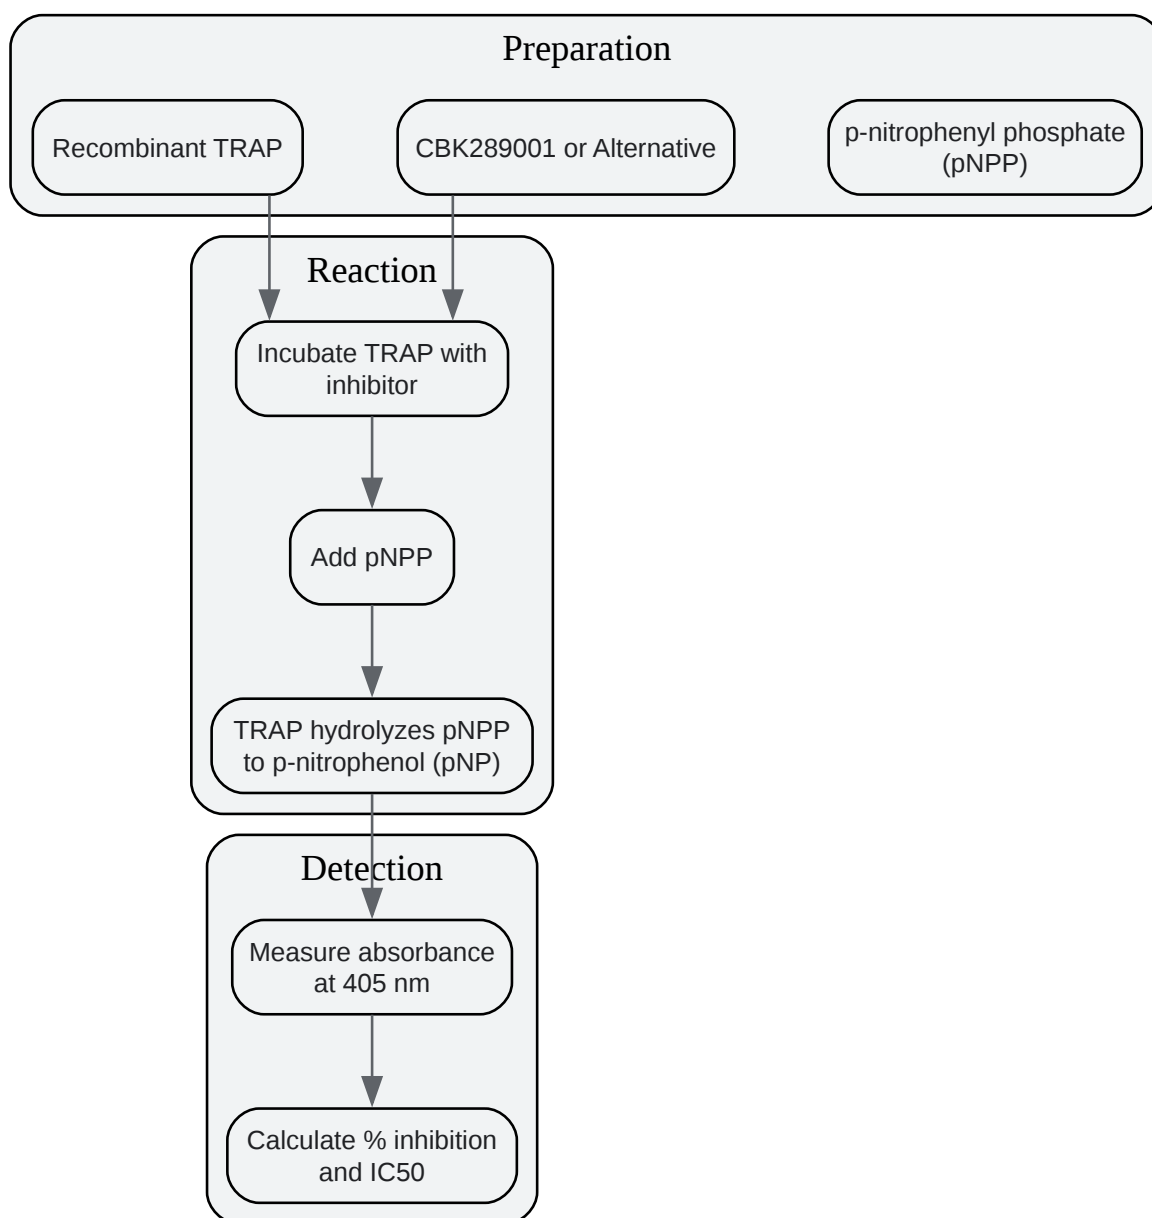 Preparation
Recombinant TRAP
CBK289001 or Alternative
p-nitrophenyl phosphate
(pNPP)
Reaction
Incubate TRAP with
inhibitor
Add pNPP
TRAP hydrolyzes pNPP
to p-nitrophenol (pNP)
Detection
Measure absorbance
at 405 nm
Calculate % inhibition
and IC50